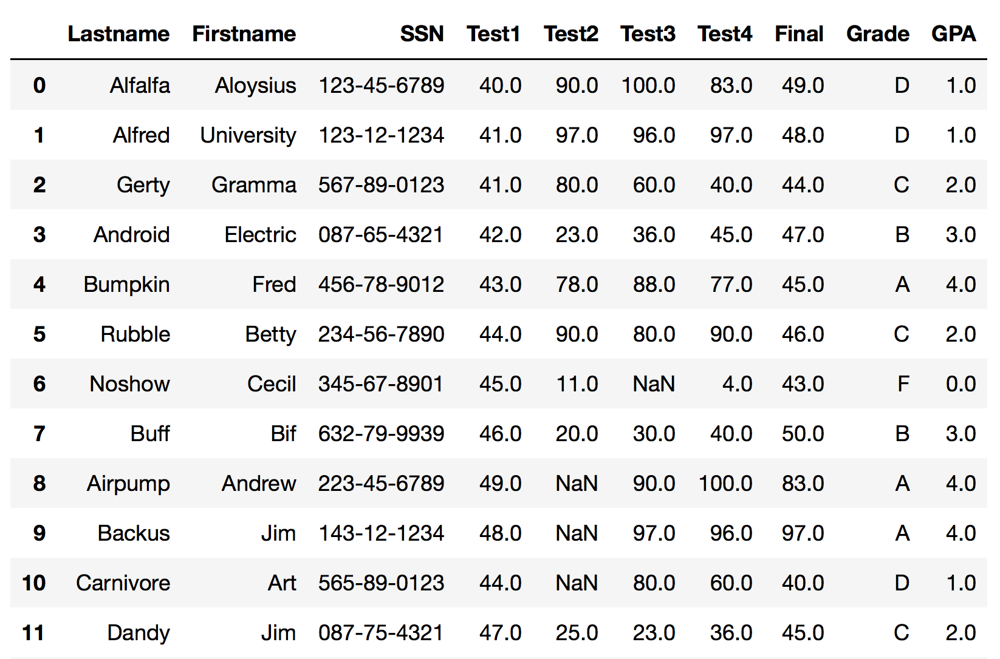 Lastname Firstname SSN Test1 Test2 Test3 Test4 Final Grade GPA
0 Alfalfa Aloysius 123-45-6789 40.0 90.0 100.0 83.0 49.0 D 1.0
1 Alfred University 123-12-1234 41.0 97.0 96.0 97.0 48.0 D 1.0
2 Gerty Gramma 567-89-0123 41.0 80.0 60.0 40.0 44.0 C 2.0
3 Android Electric 087-65-4321 42.0 23.0 36.0 45.0 47.0 B 3.0
4 Bumpkin Fred 456-78-9012 43.0 78.0 88.0 77.0 45.0 A 4.0
5 Rubble Betty 234-56-7890 44.0 90.0 80.0 90.0 46.0 C 2.0
6 Noshow Cecil 345-67-8901 45.0 11.0 NaN 4.0 43.0 F 0.0
7 Buff Bif 632-79-9939 46.0 20.0 30.0 40.0 50.0 B 3.0
8 Airpump Andrew 223-45-6789 49.0 NaN 90.0 100.0 83.0 A 4.0
9 Backus Jim 143-12-1234 48.0 NaN 97.0 96.0 97.0 A 4.0
10 Carnivore Art 565-89-0123 44.0 NaN 80.0 60.0 40.0 D 1.0
11 Dandy Jim 087-75-4321 47.0 25.0 23.0 36.0 45.0 C 2.0